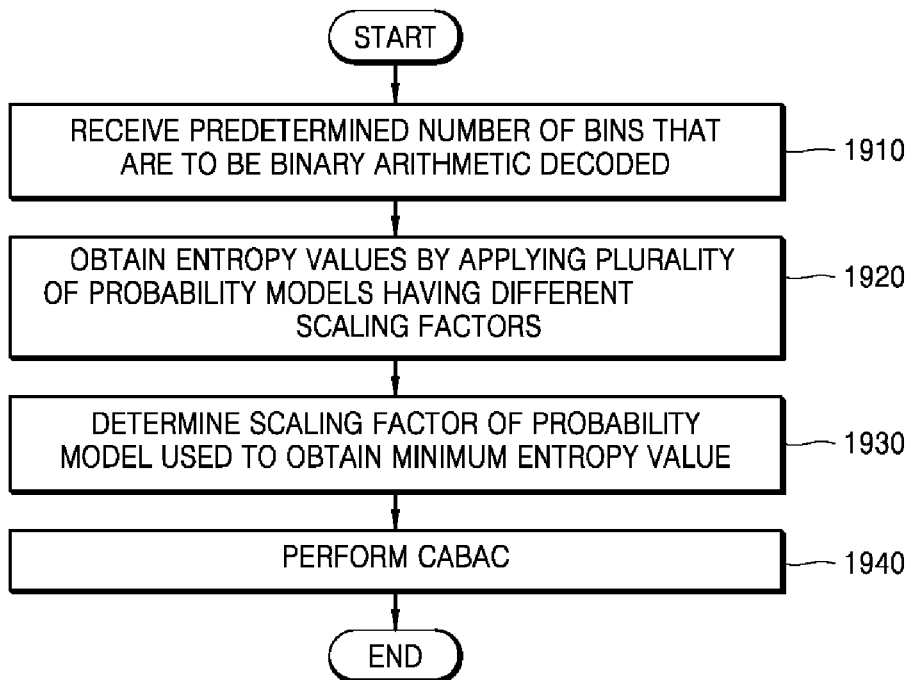 START
RECEIVE PREDETERMINED NUMBER OF BINS THAT
ARE TO BE BINARY ARITHMETIC DECODED
1910
OBTAIN ENTROPY VALUES BY APPLYING PLURALITY
OF PROBABILITY MODELS HAVING DIFFERENT
SCALING FACTORS
1920
DETERMINE SCALING FACTOR OF PROBABILITY
MODEL USED TO OBTAIN MINIMUM ENTROPY VALUE
1930
PERFORM CABAC
1940
END